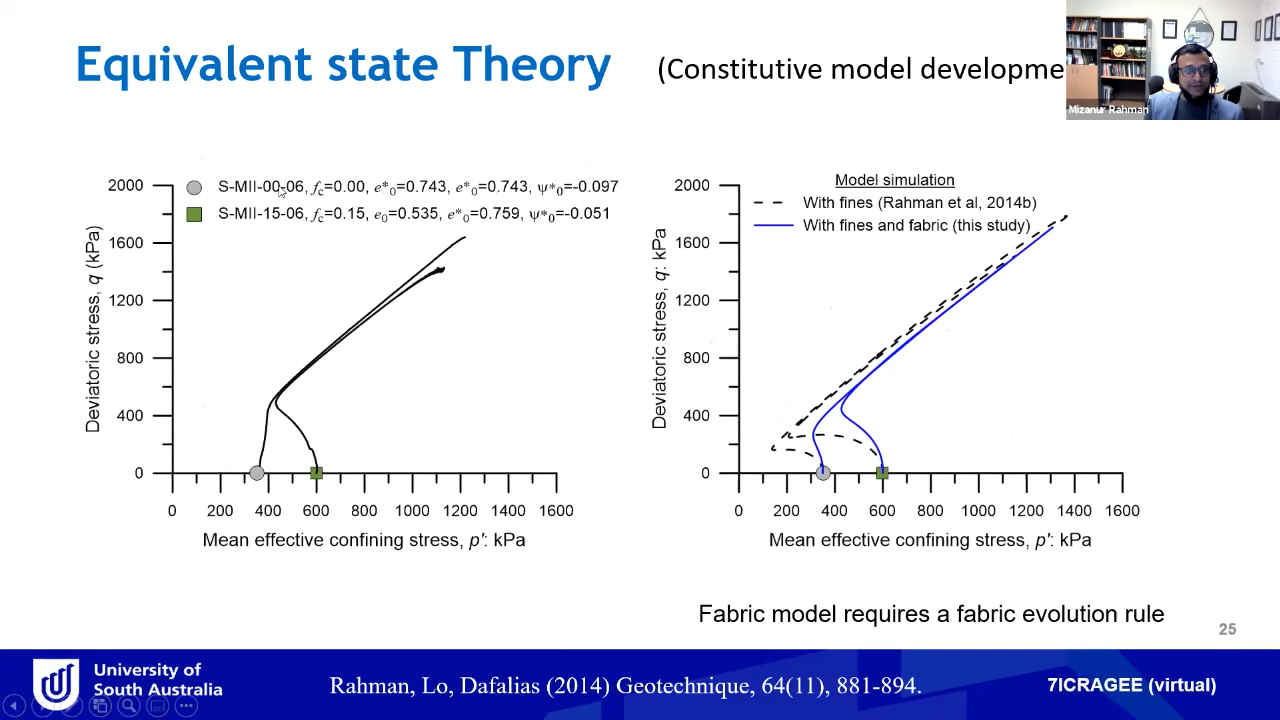 Equivalent state Theory
(Constitutive model developme
Mizanur Rahman
S-MII-00-06, fc=0.00, e*0=0.743, e*0=0.743, ψ*0=-0.097
S-MII-15-06, fc=0.15, e0=0.535, e*0=0.759, ψ*0=-0.051
Deviatoric stress, q (kPa)
2000
1600
1200
800
400
0
0 200 400 600 800 1000 1200 1400 1600
Mean effective confining stress, p': kPa
Model simulation
With fines (Rahman et al, 2014b)
With fines and fabric (this study)
Deviatoric stress, q: kPa
2000
1600
1200
800
400
0
0 200 400 600 800 1000 1200 1400 1600
Mean effective confining stress, p': kPa
Fabric model requires a fabric evolution rule
25
University of
South Australia
Rahman, Lo, Dafalias (2014) Geotechnique, 64(11), 881-894.
7ICRAGEE (virtual)